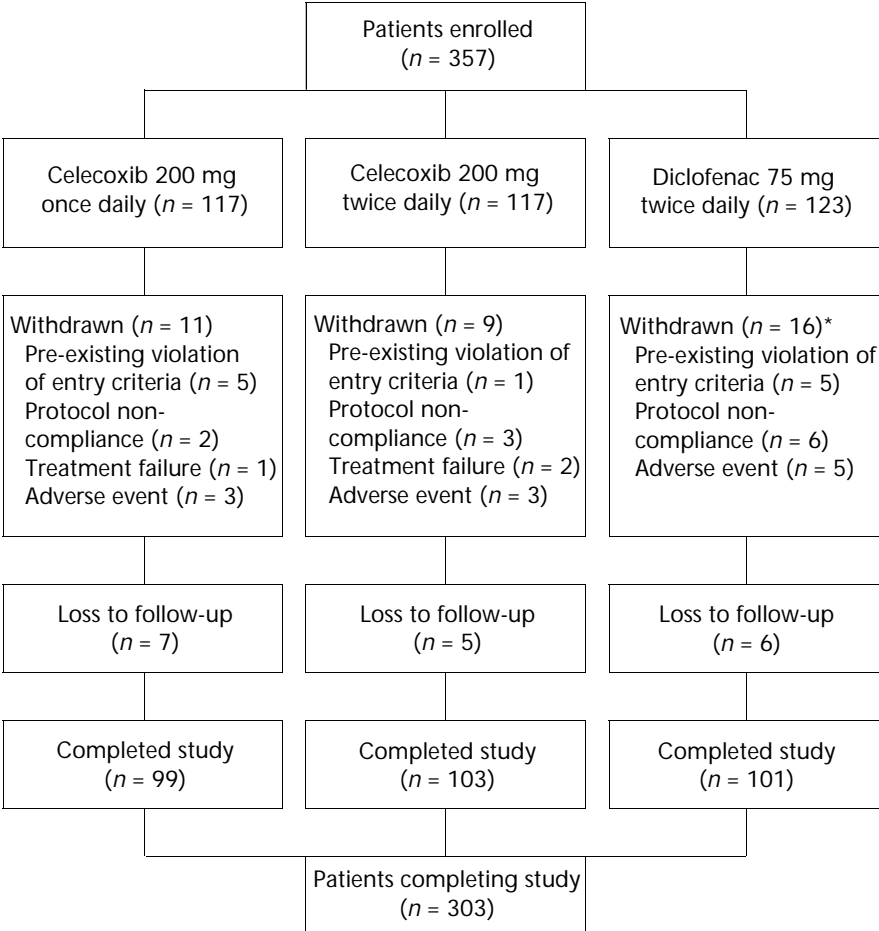 Patients enrolled
(n = 357)
Celecoxib 200 mg
once daily (n = 117)
Celecoxib 200 mg
twice daily (n = 117)
Diclofenac 75 mg
twice daily (n = 123)
Withdrawn (n = 11)
Pre-existing violation
of entry criteria (n = 5)
Protocol non-
compliance (n = 2)
Treatment failure (n = 1)
Adverse event (n = 3)
Withdrawn (n = 9)
Pre-existing violation of
entry criteria (n = 1)
Protocol non-
compliance (n = 3)
Treatment failure (n = 2)
Adverse event (n = 3)
Withdrawn (n = 16)*
Pre-existing violation of
entry criteria (n = 5)
Protocol non-
compliance (n = 6)
Adverse event (n = 5)
Loss to follow-up
(n = 7)
Loss to follow-up
(n = 5)
Loss to follow-up
(n = 6)
Completed study
(n = 99)
Completed study
(n = 103)
Completed study
(n = 101)
Patients completing study
(n = 303)